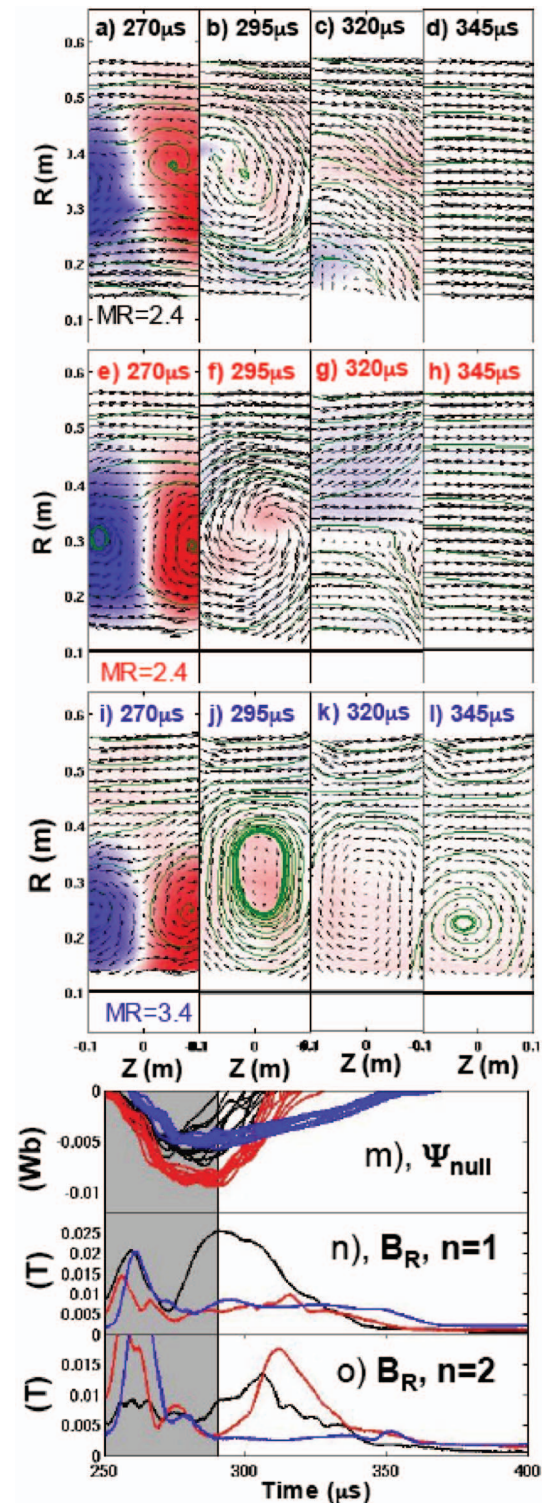 a) 270μs b) 295μs c) 320μs d) 345μs
0.6
0.5
0.4
R (m)
0.3
0.2
0.1
MR=2.4
e) 270μs f) 295μs g) 320μs h) 345μs
0.6
0.5
0.4
R (m)
0.3
0.2
0.1
MR=2.4
i) 270μs j) 295μs k) 320μs l) 345μs
0.6
0.5
0.4
R (m)
0.3
0.2
0.1
MR=3.4
-0.1 0 0 0 0 0.1
Z (m) Z (m) Z (m) Z (m)
0
-0.005
-0.01
(Wb)
m), Ψnull
0.025
0.02
0.015
0.01
0.005
0
(T)
n), BR, n=1
0.015
0.01
0.005
0
(T)
o) BR, n=2
250 300 350 400
Time (μs)